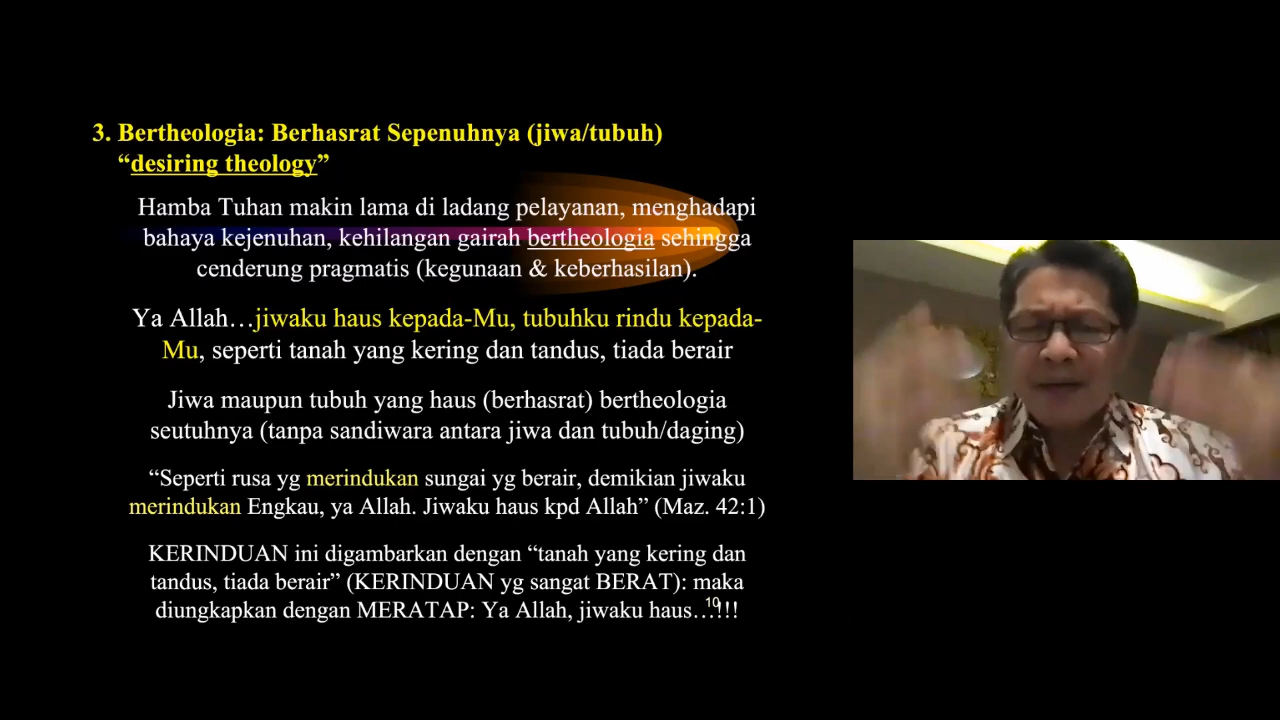 3. Bertheologia: Berhasrat Sepenuhnya (jiwa/tubuh)
“desiring theology”
Hamba Tuhan makin lama di ladang pelayanan, menghadapi
bahaya kejenuhan, kehilangan gairah bertheologia sehingga
cenderung pragmatis (kegunaan & keberhasilan).
Ya Allah…jiwaku haus kepada-Mu, tubuhku rindu kepada-
Mu, seperti tanah yang kering dan tandus, tiada berair
Jiwa maupun tubuh yang haus (berhasrat) bertheologia
seutuhnya (tanpa sandiwara antara jiwa dan tubuh/daging)
“Seperti rusa yg merindukan sungai yg berair, demikian jiwaku
merindukan Engkau, ya Allah. Jiwaku haus kpd Allah” (Maz. 42:1)
KERINDUAN ini digambarkan dengan “tanah yang kering dan
tandus, tiada berair” (KERINDUAN yg sangat BERAT): maka
diungkapkan dengan MERATAP: Ya Allah, jiwaku haus…!!!
10